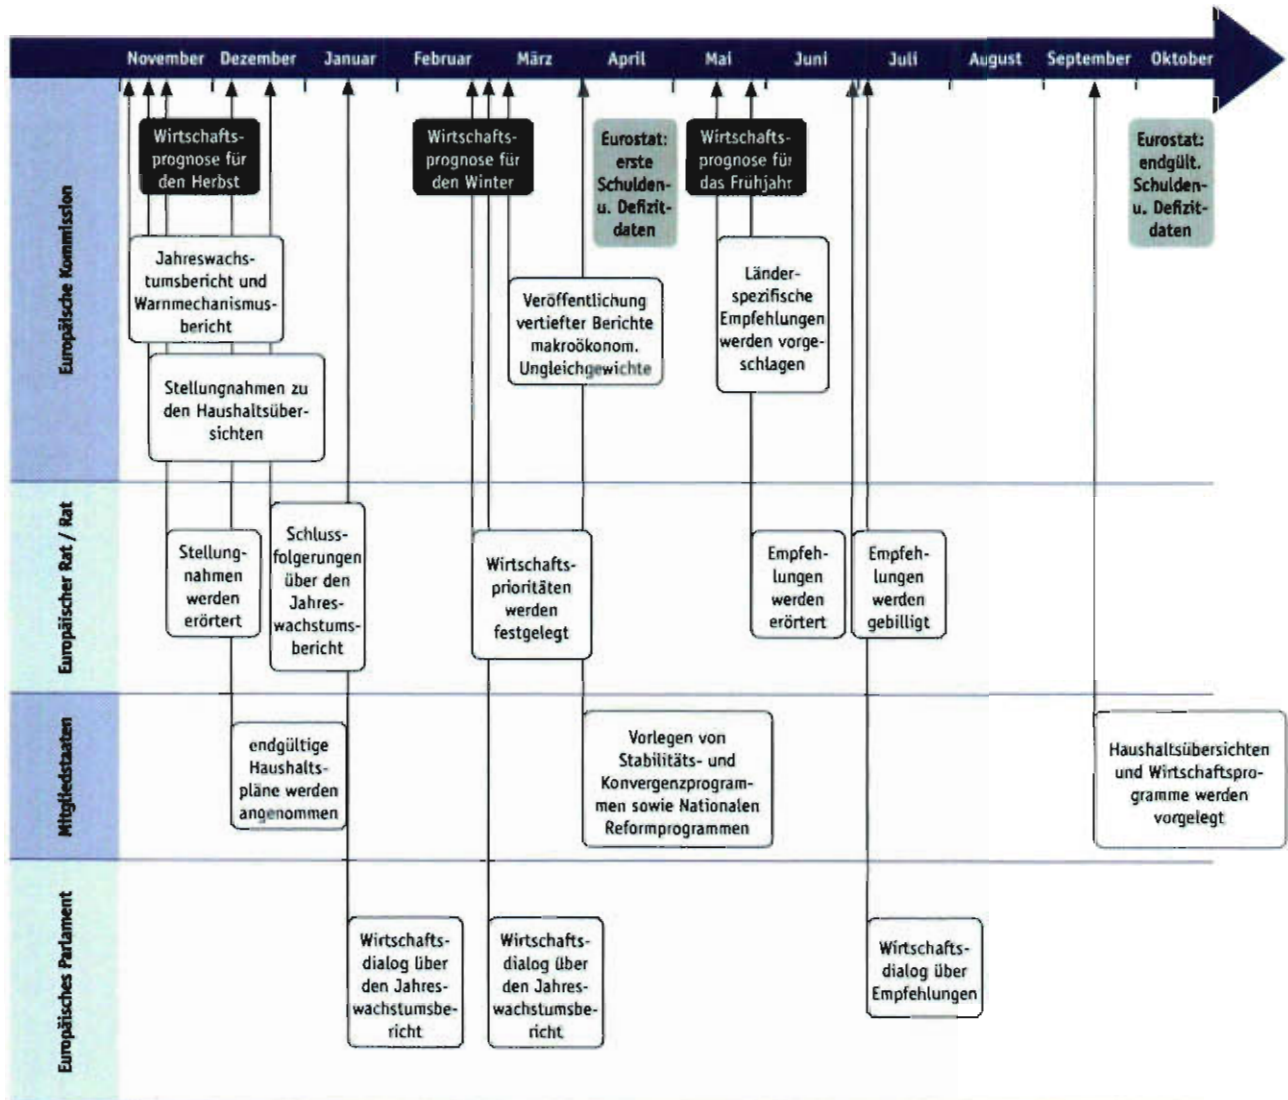 November
Dezember
Januar
Februar
März
April
Mai
Juni
Juli
August
September
Oktober
Europäische Kommission
Wirtschafts-
prognose für
den Herbst
Wirtschafts-
prognose für
den Winter
Eurostat:
erste
Schulden-
u. Defizit-
daten
Wirtschafts-
prognose für
das Frühjahr
Eurostat:
endgült.
Schulden-
u. Defizit-
daten
Jahreswachs-
tumsbericht und
Warnmechanismus-
bericht
Veröffentlichung
vertiefter Berichte
makroökonom.
Ungleichgewichte
Länder-
spezifische
Empfehlungen
werden vorge-
schlagen
Stellungnahmen zu
den Haushaltsüber-
sichten
Europäischer Rat / Rat
Stellung-
nahmen
werden
erörtert
Schluss-
folgerungen
über den
Jahres-
wachstums-
bericht
Wirtschafts-
prioritäten
werden
festgelegt
Empfeh-
lungen
werden
erörtert
Empfeh-
lungen
werden
gebilligt
Mitgliedstaaten
endgültige
Haushalts-
pläne werden
angenommen
Vorlegen von
Stabilitäts- und
Konvergenzprogram-
men sowie Nationalen
Reformprogrammen
Haushaltsübersichten
und Wirtschaftspro-
gramme werden
vorgelegt
Europäisches Parlament
Wirtschafts-
dialog über
den Jahres-
wachstumsbe-
richt
Wirtschafts-
dialog über
den Jahres-
wachstumsbe-
richt
Wirtschafts-
dialog über
Empfehlungen